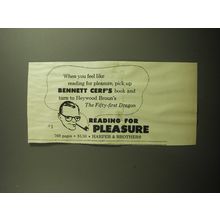 When you feel like
reading for pleasure, pick up
BENNETT CERF'S book and
turn to Heywood Broun's
The Fifty-first Dragon
READING FOR
PLEASURE
HARPER & BROTHERS